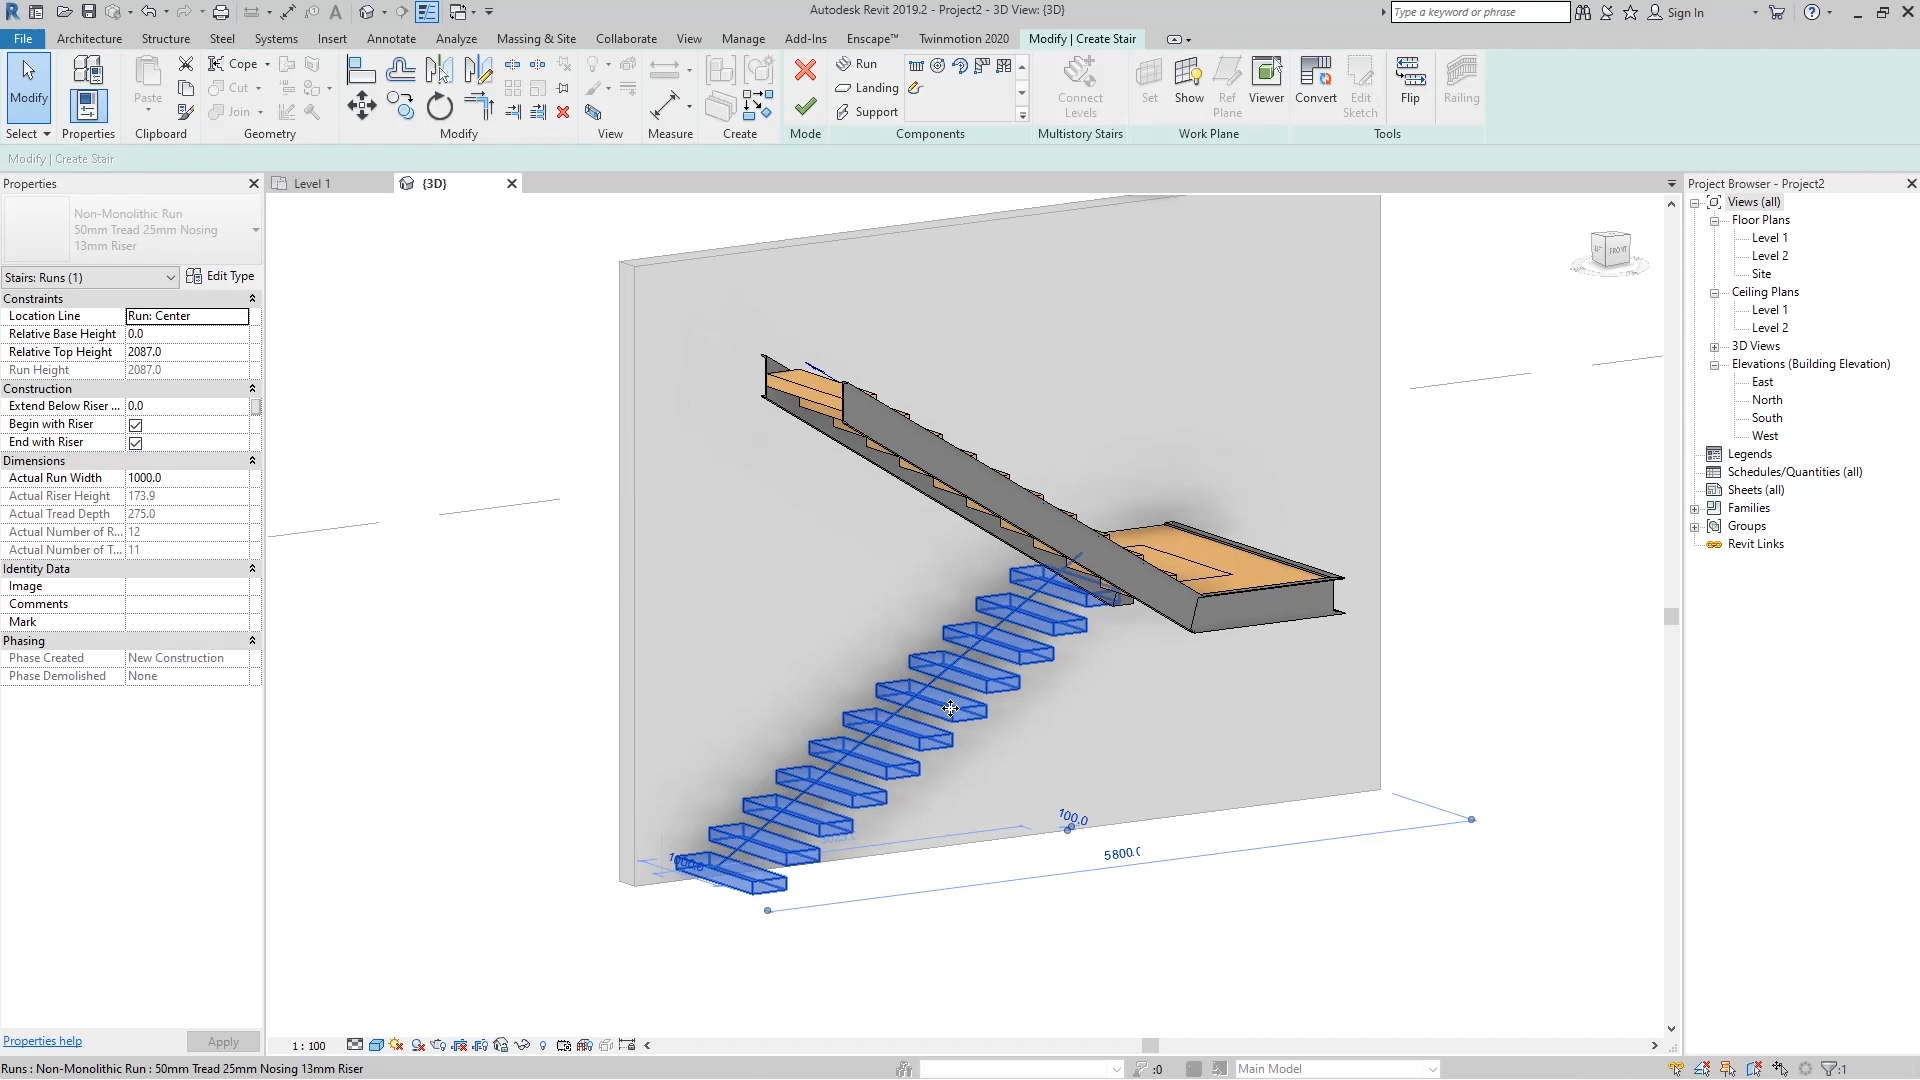 Autodesk Revit 2019.2 - Project2 - 3D View: {3D}
Type a keyword or phrase
Sign In
File Architecture Structure Steel Systems Insert Annotate Analyze Massing & Site Collaborate View Manage Add-Ins Enscape™ Twinmotion 2020 Modify | Create Stair
Modify
Select
Properties
Paste
Clipboard
Cope
Cut
Join
Geometry
Modify
View
Measure
Create
Mode
Run
Landing
Support
Components
Connect
Levels
Multistory Stairs
Set
Show
Ref
Plane
Viewer
Work Plane
Convert
Edit
Sketch
Flip
Tools
Railing
Modify | Create Stair
Properties
Non-Monolithic Run
50mm Tread 25mm Nosing
13mm Riser
Stairs: Runs (1)
Edit Type
Constraints
Location Line Run: Center
Relative Base Height 0.0
Relative Top Height 2087.0
Run Height 2087.0
Construction
Extend Below Riser ... 0.0
Begin with Riser
End with Riser
Dimensions
Actual Run Width 1000.0
Actual Riser Height 173.9
Actual Tread Depth 275.0
Actual Number of R... 12
Actual Number of T... 11
Identity Data
Image
Comments
Mark
Phasing
Phase Created New Construction
Phase Demolished None
Properties help
Apply
Level 1
{3D}
FRONT
100.0
5800.0
1 : 100
Project Browser - Project2
Views (all)
Floor Plans
Level 1
Level 2
Site
Ceiling Plans
Level 1
Level 2
3D Views
Elevations (Building Elevation)
East
North
South
West
Legends
Schedules/Quantities (all)
Sheets (all)
Families
Groups
Revit Links
Runs : Non-Monolithic Run : 50mm Tread 25mm Nosing 13mm Riser
:0
Main Model
:1